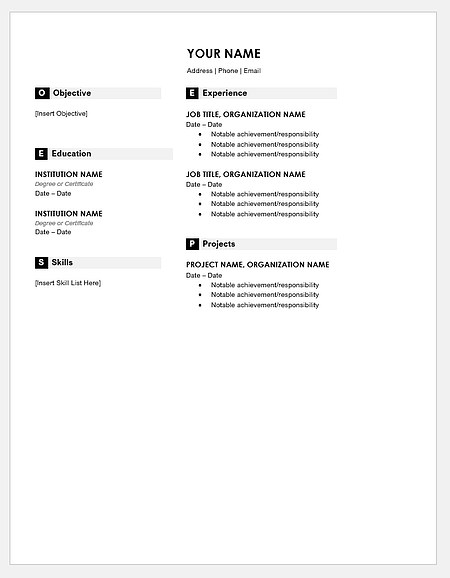 YOUR NAME
Address | Phone | Email
O Objective
[Insert Objective]
E Education
INSTITUTION NAME
Degree or Certificate
Date – Date
INSTITUTION NAME
Degree or Certificate
Date – Date
S Skills
[Insert Skill List Here]
E Experience
JOB TITLE, ORGANIZATION NAME
Date – Date
• Notable achievement/responsibility
• Notable achievement/responsibility
• Notable achievement/responsibility
JOB TITLE, ORGANIZATION NAME
Date – Date
• Notable achievement/responsibility
• Notable achievement/responsibility
• Notable achievement/responsibility
P Projects
PROJECT NAME, ORGANIZATION NAME
Date – Date
• Notable achievement/responsibility
• Notable achievement/responsibility
• Notable achievement/responsibility